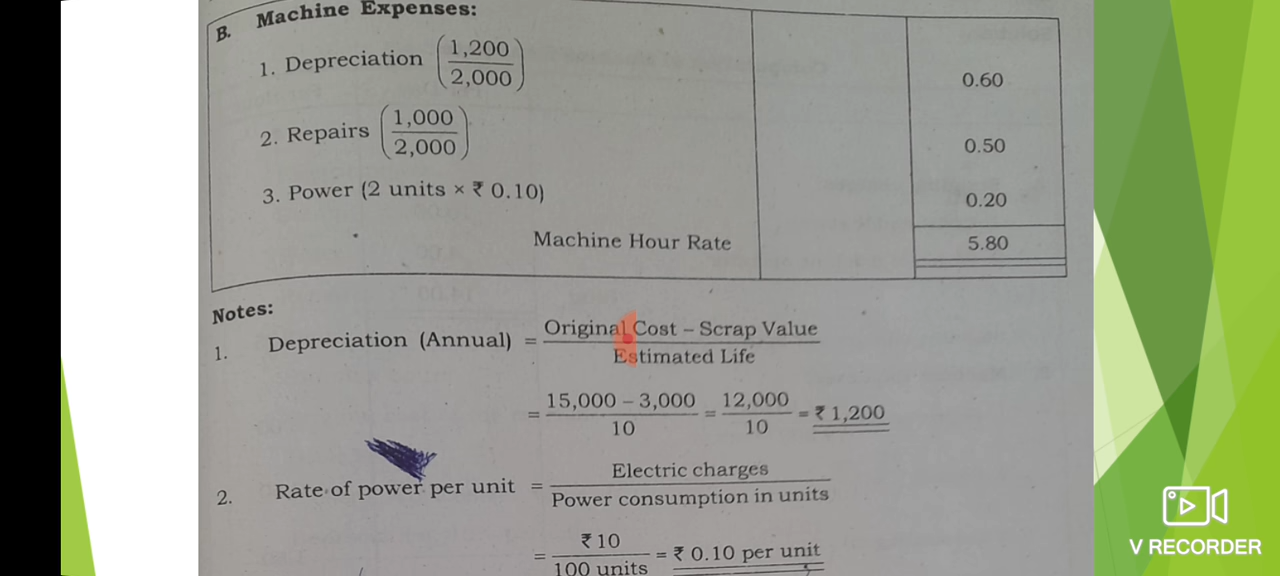 B. Machine Expenses:
1. Depreciation (1,200/2,000) 0.60
2. Repairs (1,000/2,000) 0.50
3. Power (2 units × ₹ 0.10) 0.20
Machine Hour Rate 5.80
Notes:
1. Depreciation (Annual) = Original Cost – Scrap Value / Estimated Life
= 15,000 – 3,000 / 10 = 12,000 / 10 = ₹ 1,200
2. Rate of power per unit = Electric charges / Power consumption in units
= ₹ 10 / 100 units = ₹ 0.10 per unit
V RECORDER